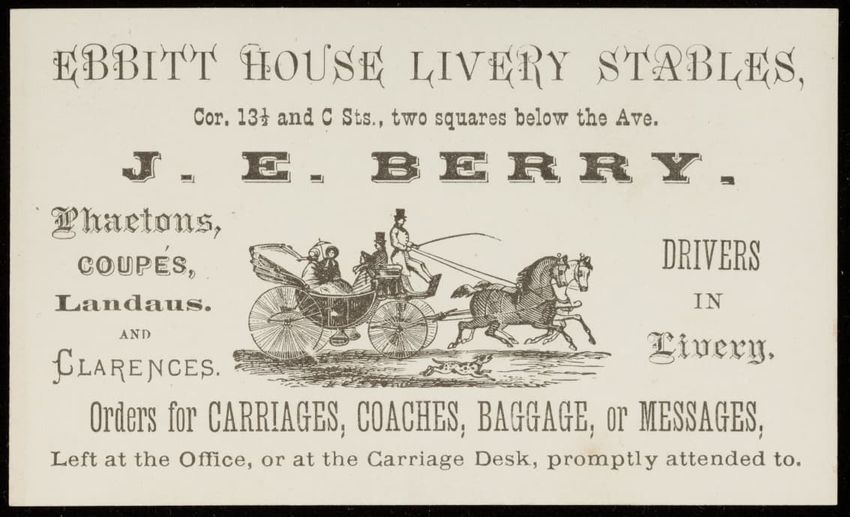 EBBITT HOUSE LIVERY STABLES,
Cor. 13½ and C Sts., two squares below the Ave.
J. E. BERRY.
Phaetons,
COUPÉS,
Landaus.
AND
CLARENCES.
DRIVERS
IN
Livery.
Orders for CARRIAGES, COACHES, BAGGAGE, or MESSAGES,
Left at the Office, or at the Carriage Desk, promptly attended to.